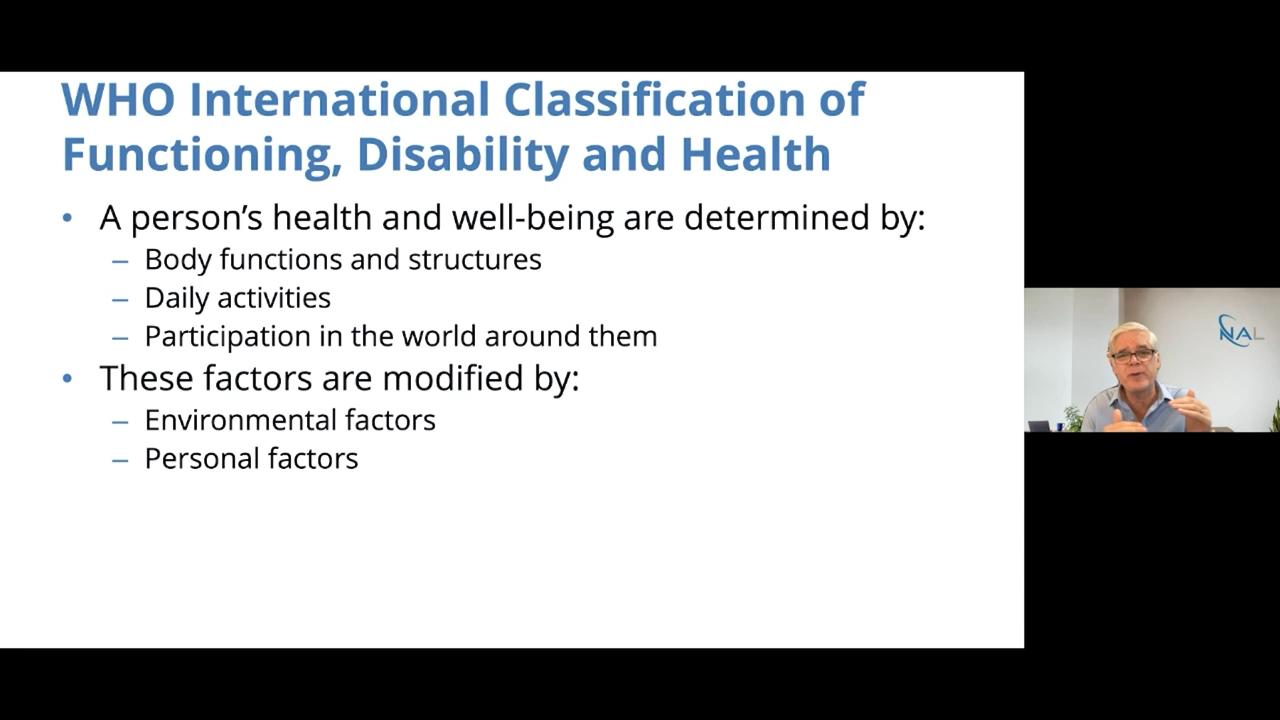 WHO International Classification of
Functioning, Disability and Health
• A person’s health and well-being are determined by:
– Body functions and structures
– Daily activities
– Participation in the world around them
• These factors are modified by:
– Environmental factors
– Personal factors
NAL